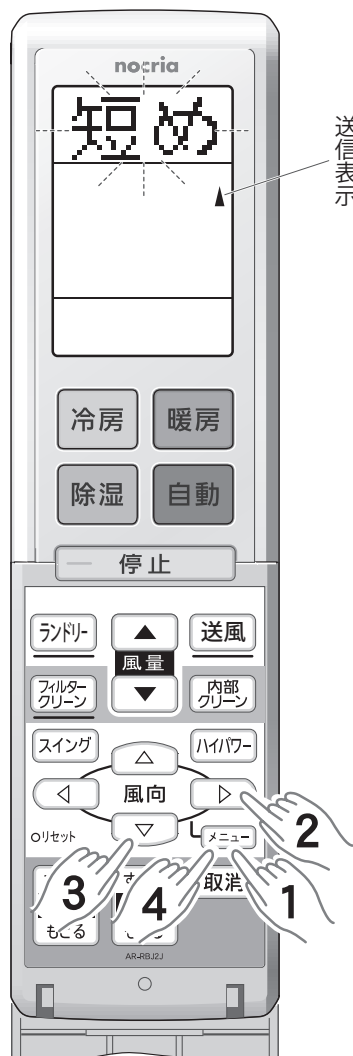 nocria
短め
送信表示
冷房 暖房
除湿 自動
停止
ランドリー ▲ 送風
風量
フィルタークリーン ▼ 内部クリーン
スイング △ ハイパワー
◁ 風向 ▷
▽
リセット メニュー
2
3 4 取消 1
もどる
AR-RBJ2J